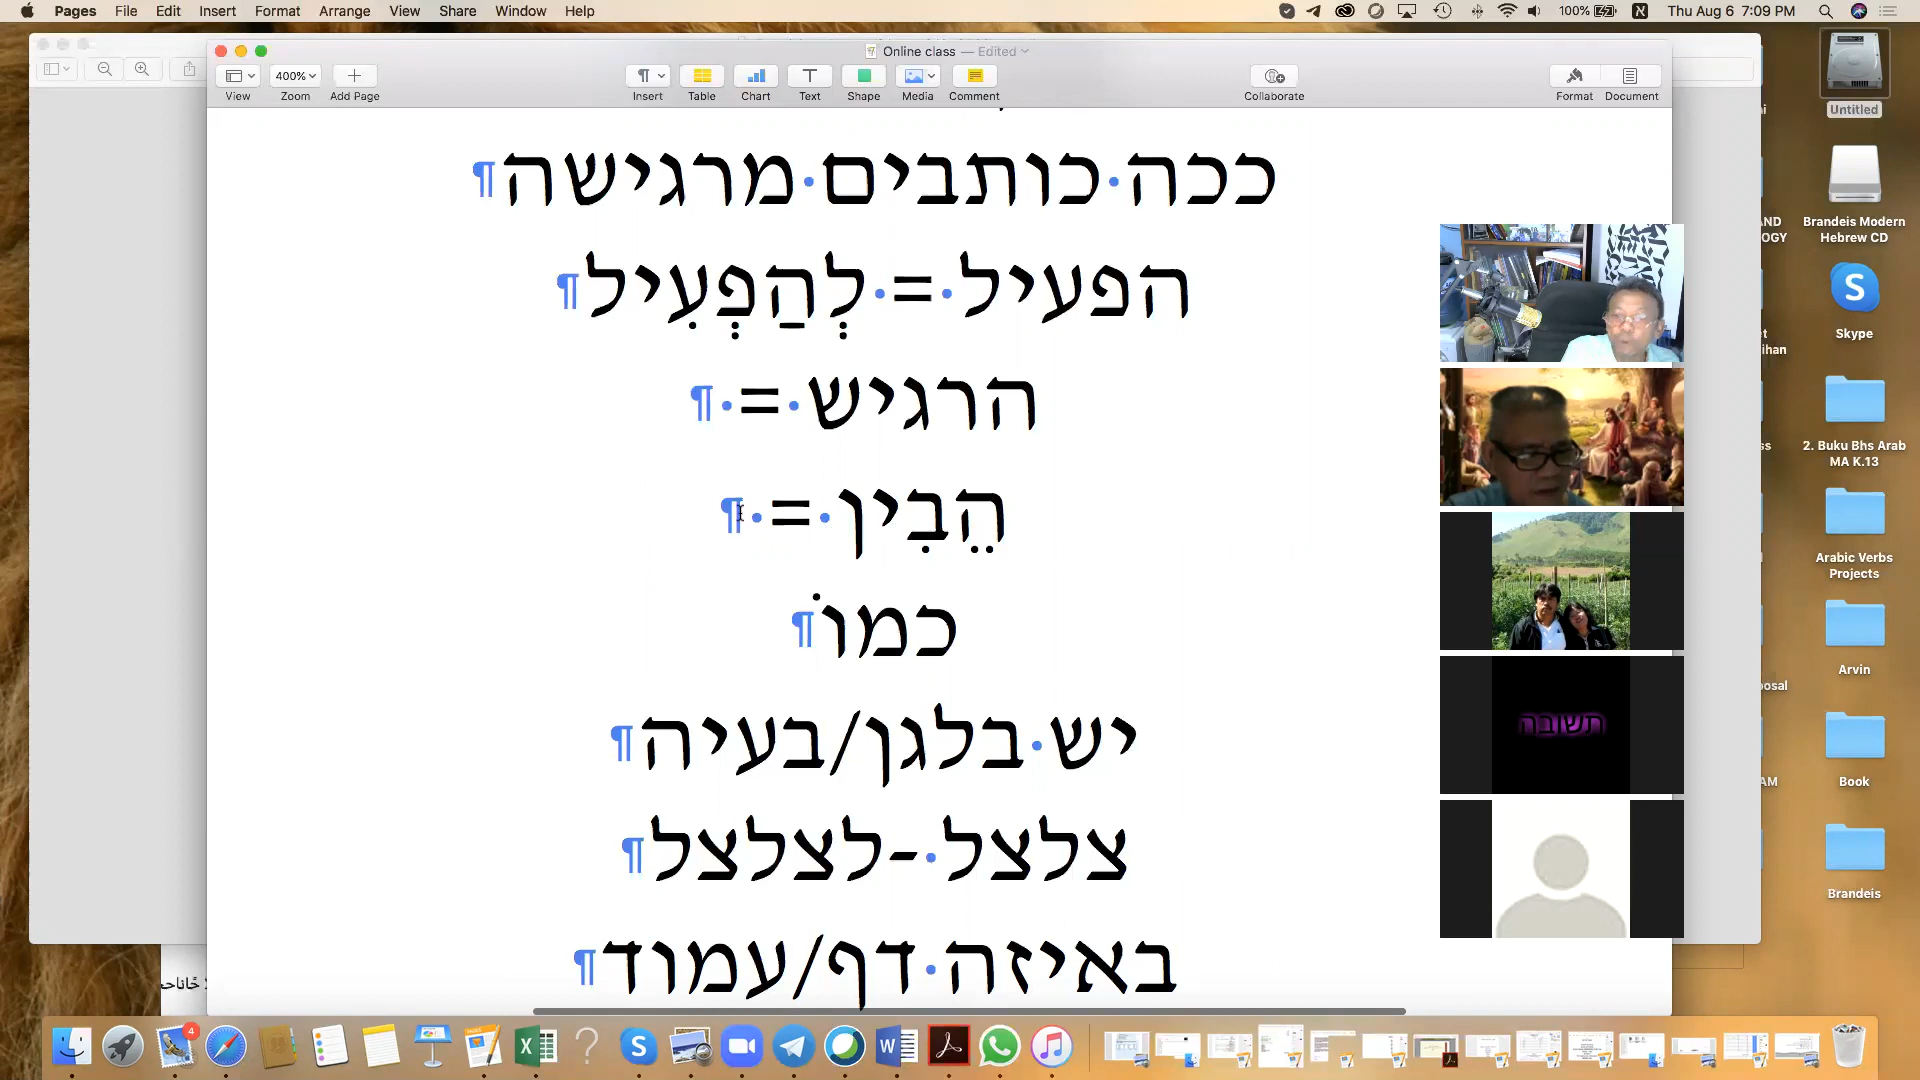 Pages File Edit Insert Format Arrange View Share Window Help
100% Thu Aug 6 7:09 PM
Online class — Edited
400%
View Zoom Add Page Insert Table Chart Text Shape Media Comment Collaborate Format Document
ככה כותבים מרגישה
הפעיל = לְהַפְעִיל
הרגיש =
הֵבִין =
כמוֹ
יש בלגן/בעיה
צלצל -לצלצל
באיזה דף/עמוד
תשובה
Untitled
Brandeis Modern Hebrew CD
Skype
2. Buku Bhs Arab MA K.13
Arabic Verbs Projects
Arvin
Book
Brandeis
4